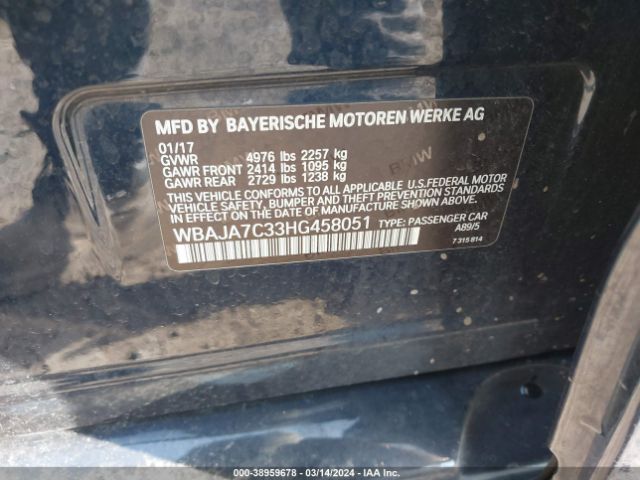 MFD BY BAYERISCHE MOTOREN WERKE AG
01/17
GVWR 4976 lbs 2257 kg
GAWR FRONT 2414 lbs 1095 kg
GAWR REAR 2729 lbs 1238 kg
THIS VEHICLE CONFORMS TO ALL APPLICABLE U.S.FEDERAL MOTOR
VEHICLE SAFETY, BUMPER AND THEFT PREVENTION STANDARDS
IN EFFECT ON THE DATE OF MANUFACTURE SHOWN ABOVE.
WBAJA7C33HG458051 TYPE: PASSENGER CAR
A89/5
7 315 814
BMW
000-38959678 - 03/14/2024 - IAA Inc.